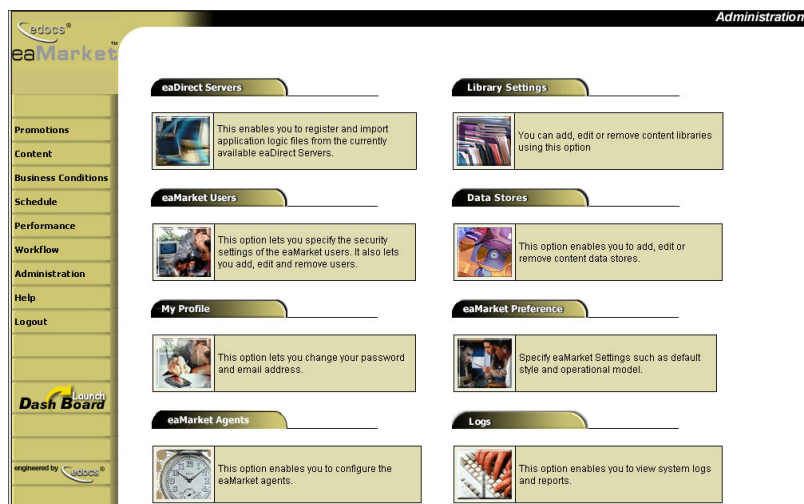 Administration
edocs®
eaMarket™
Promotions
Content
Business Conditions
Schedule
Performance
Workflow
Administration
Help
Logout
Launch
Dash Board
engineered by edocs®
eaDirect Servers
This enables you to register and import
application logic files from the currently
available eaDirect Servers.
Library Settings
You can add, edit or remove content libraries
using this option
eaMarket Users
This option lets you specify the security
settings of the eaMarket users. It also lets
you add, edit and remove users.
Data Stores
This option enables you to add, edit or
remove content data stores.
My Profile
This option lets you change your password
and email address.
eaMarket Preference
Specify eaMarket Settings such as default
style and operational model.
eaMarket Agents
This option enables you to configure the
eaMarket agents.
Logs
This option enables you to view system logs
and reports.